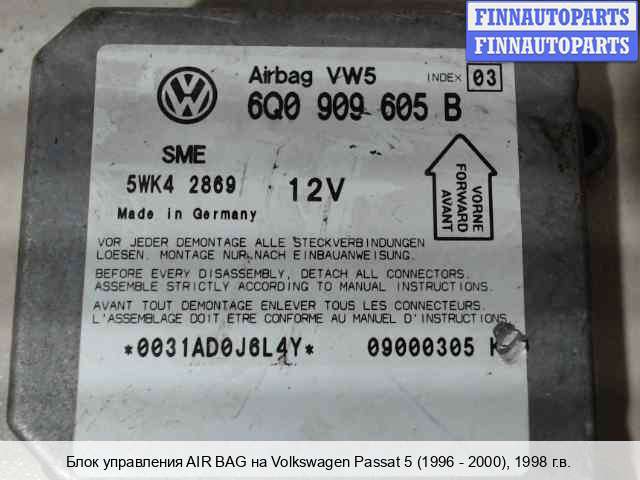 FINNAUTOPARTS
FINNAUTOPARTS
Airbag VW5 INDEX 03
6Q0 909 605 B
SME
5WK4 2869 12V
Made in Germany
VORNE
FORWARD
AVANT
VOR JEDER DEMONTAGE ALLE STECKVERBINDUNGEN
LOESEN. MONTAGE NUR NACH EINBAUANWEISUNG.
BEFORE EVERY DISASSEMBLY, DETACH ALL CONNECTORS.
ASSEMBLE STRICTLY ACCORDING TO MANUAL INSTRUCTIONS.
AVANT TOUT DEMONTAGE ENLEVER TOUS LES CONNECTEURS.
L'ASSEMBLAGE DOIT ETRE CONFORME AU MANUEL D'INSTRUCTIONS.
*0031AD0J6L4Y* 09000305
Блок управления AIR BAG на Volkswagen Passat 5 (1996 - 2000), 1998 г.в.